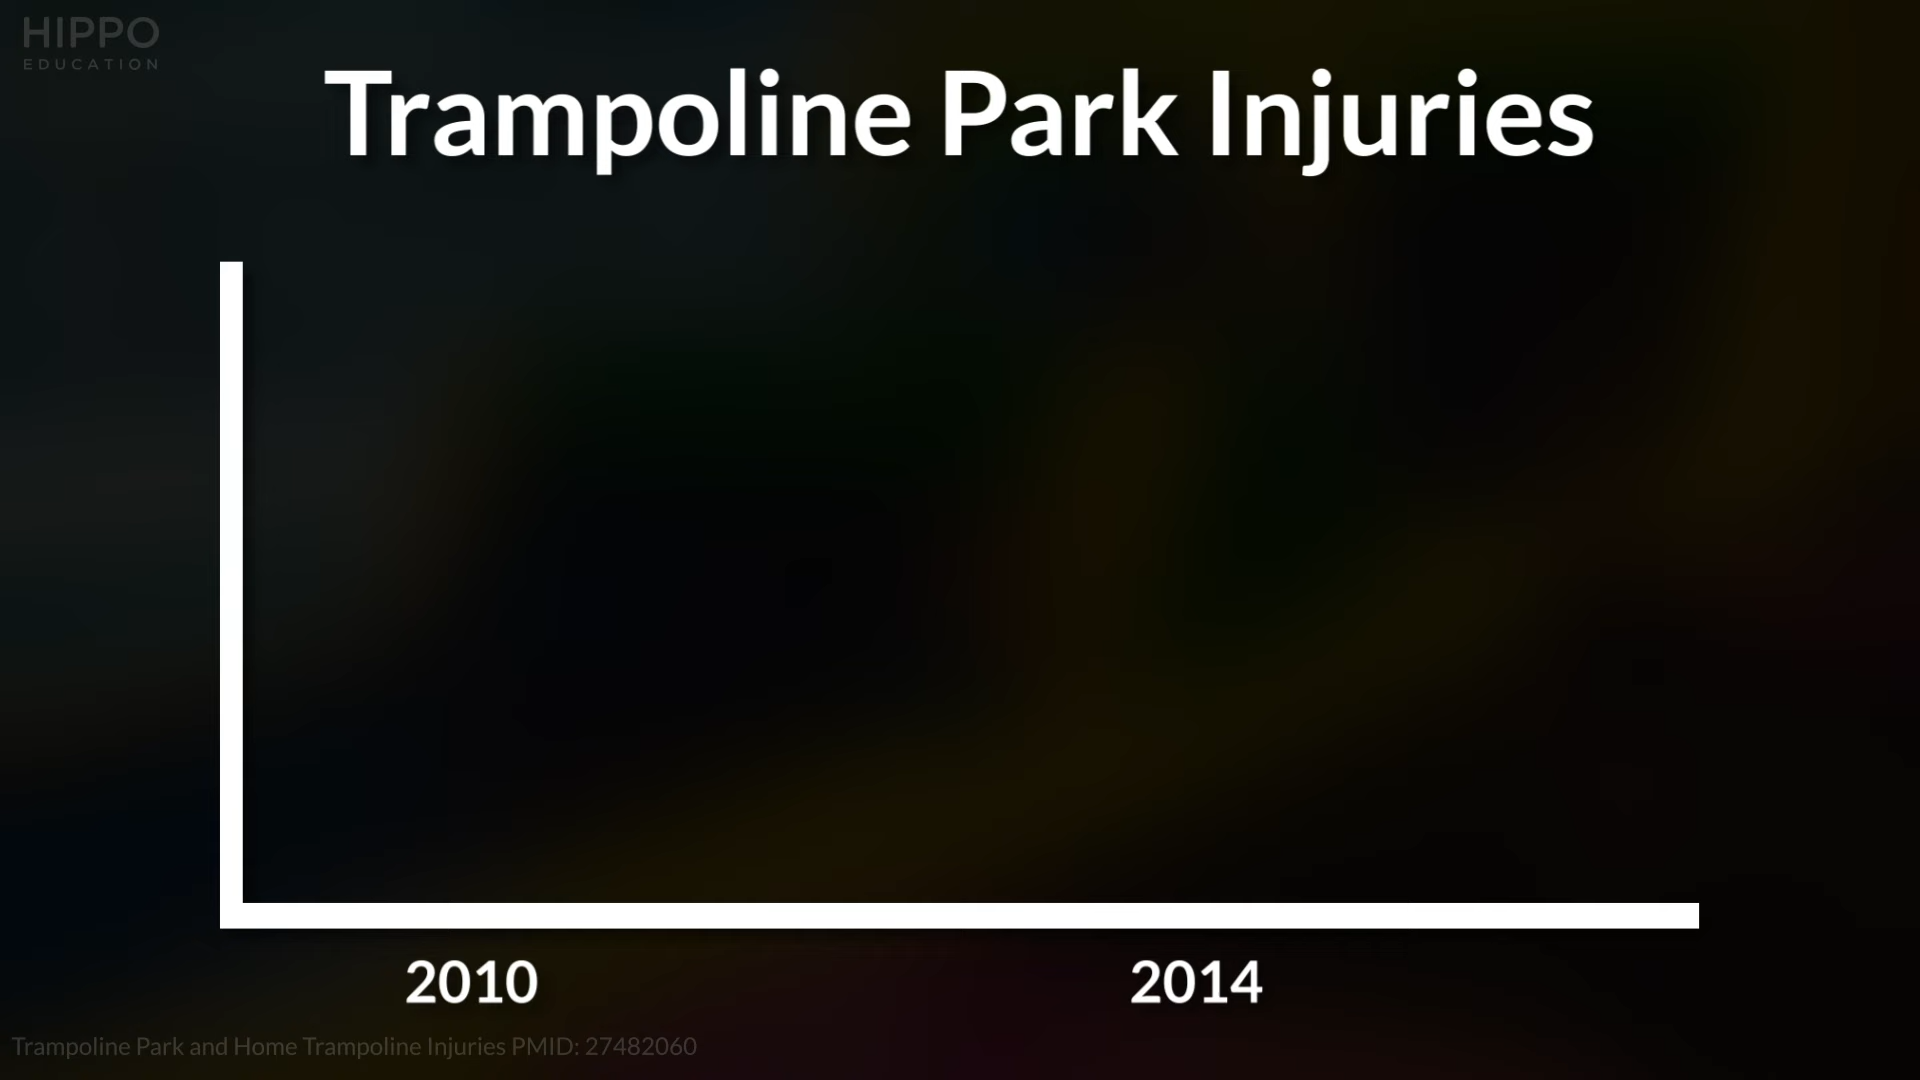 HIPPO
EDUCATION
Trampoline Park Injuries
2010
2014
Trampoline Park and Home Trampoline Injuries PMID: 27482060